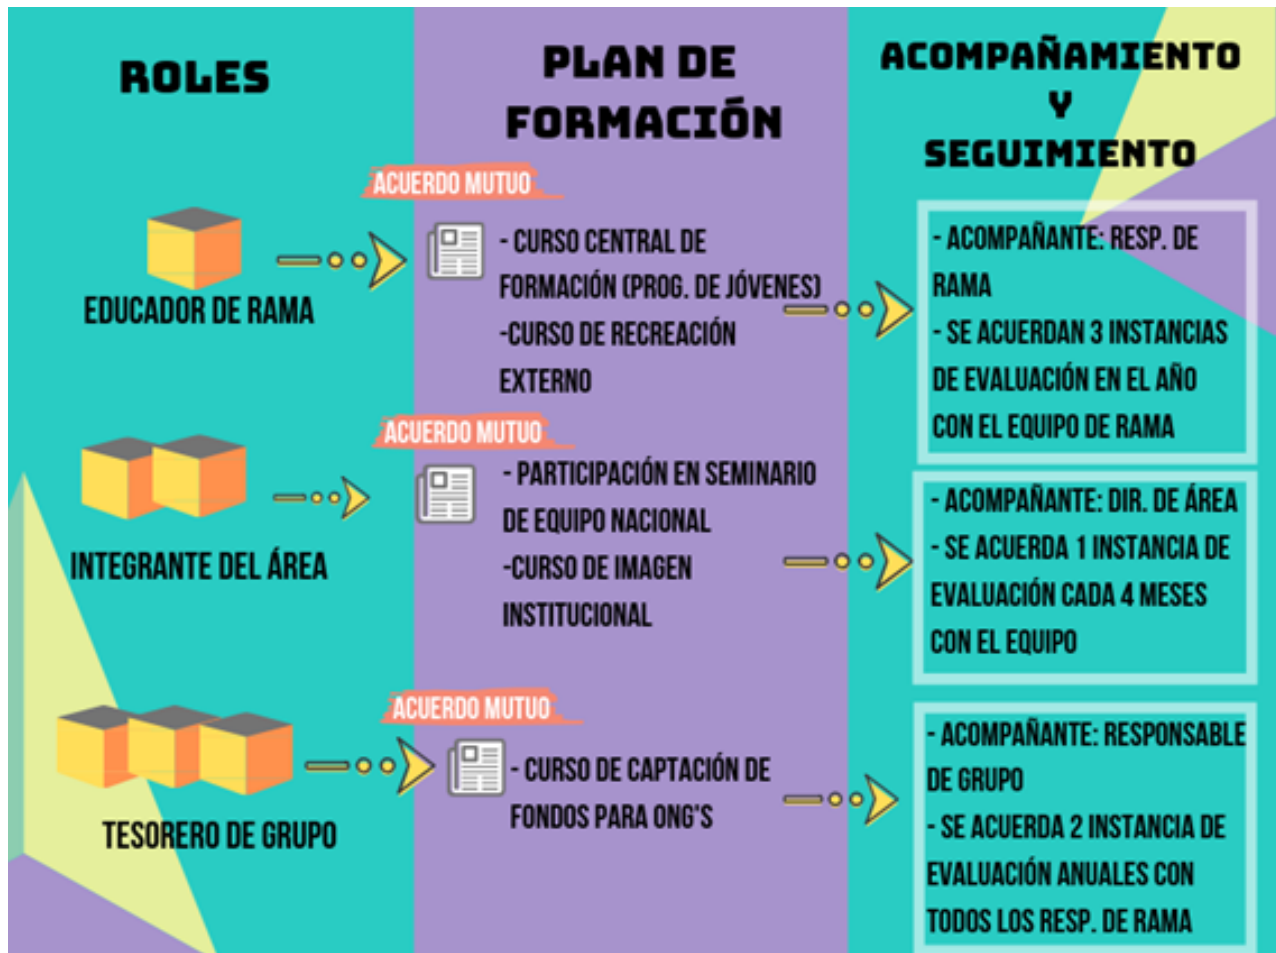 ROLES
PLAN DE
FORMACIÓN
ACOMPAÑAMIENTO
Y
SEGUIMIENTO
EDUCADOR DE RAMA
ACUERDO MUTUO
- CURSO CENTRAL DE
FORMACIÓN (PROG. DE JÓVENES)
-CURSO DE RECREACIÓN
EXTERNO
- ACOMPAÑANTE: RESP. DE
RAMA
- SE ACUERDAN 3 INSTANCIAS
DE EVALUACIÓN EN EL AÑO
CON EL EQUIPO DE RAMA
INTEGRANTE DEL ÁREA
ACUERDO MUTUO
- PARTICIPACIÓN EN SEMINARIO
DE EQUIPO NACIONAL
-CURSO DE IMAGEN
INSTITUCIONAL
- ACOMPAÑANTE: DIR. DE ÁREA
- SE ACUERDA 1 INSTANCIA DE
EVALUACIÓN CADA 4 MESES
CON EL EQUIPO
TESORERO DE GRUPO
ACUERDO MUTUO
- CURSO DE CAPTACIÓN DE
FONDOS PARA ONG'S
- ACOMPAÑANTE: RESPONSABLE
DE GRUPO
- SE ACUERDA 2 INSTANCIA DE
EVALUACIÓN ANUALES CON
TODOS LOS RESP. DE RAMA